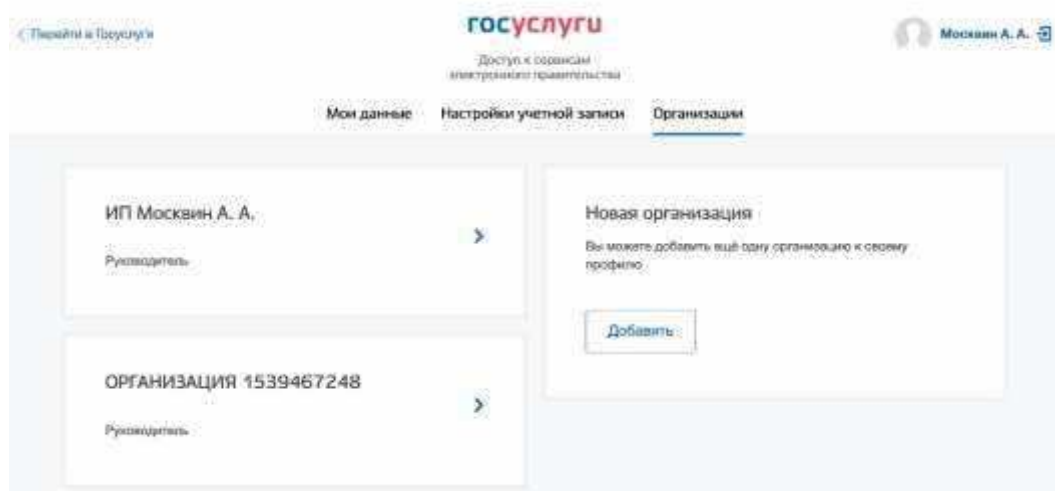 Перейти в Госуслуги
госуслуги
Москвин А. А.
Доступ к сервисам
электронного правительства
Мои данные Настройки учетной записи Организации
ИП Москвин А. А.
Руководитель
Новая организация
Вы можете добавить ещё одну организацию к своему
профилю
Добавить
ОРГАНИЗАЦИЯ 1539467248
Руководитель